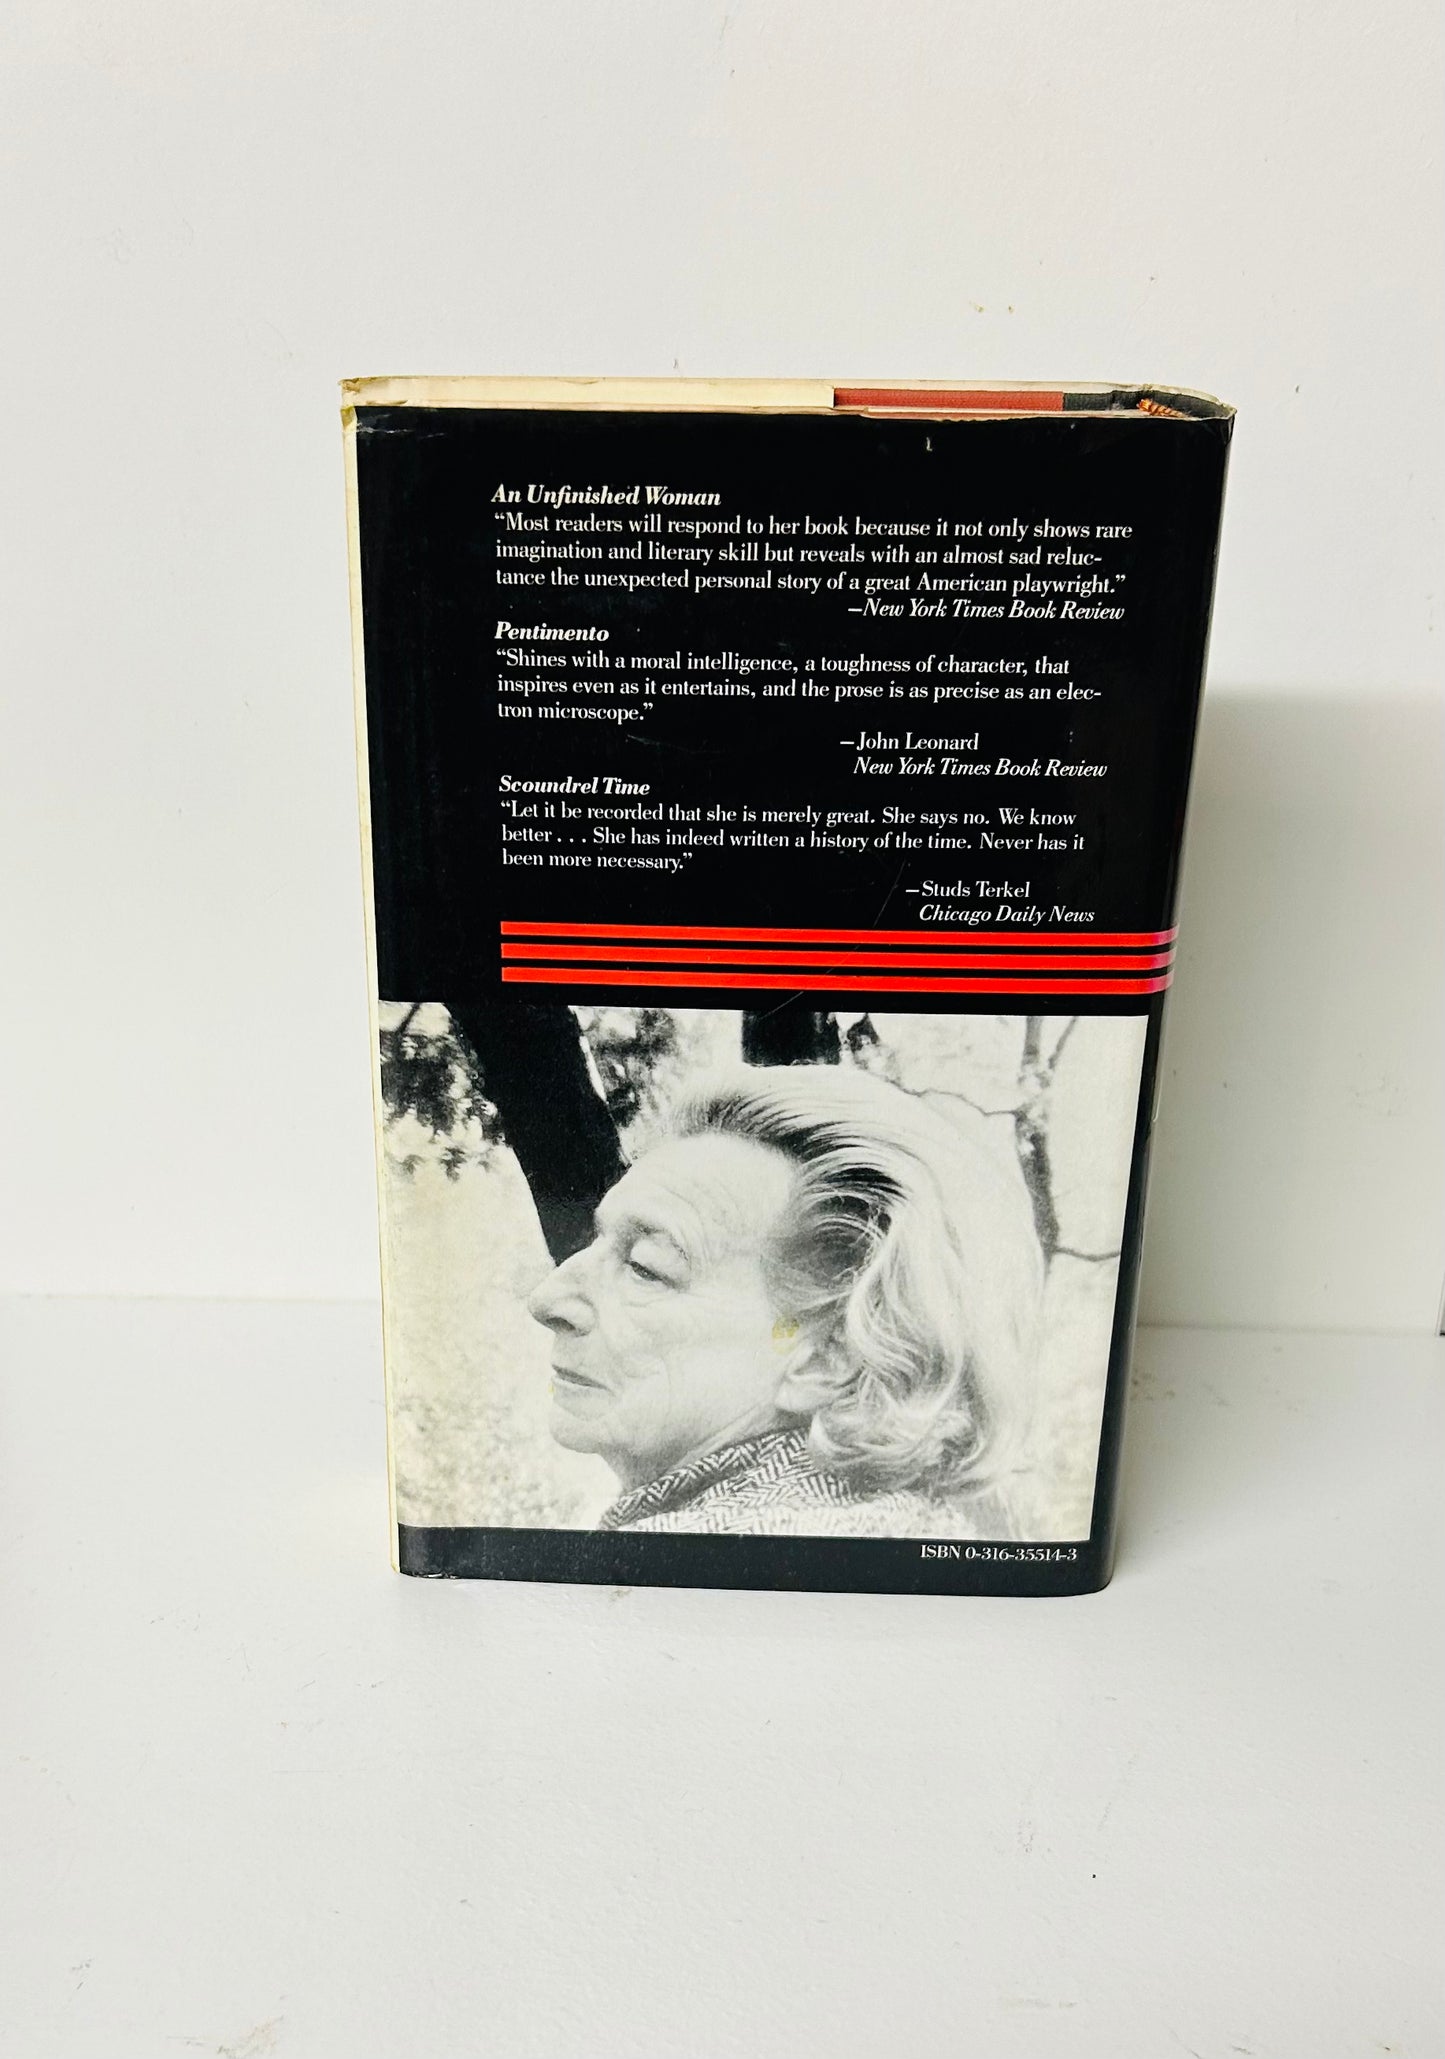 An Unfinished Woman
“Most readers will respond to her book because it not only shows rare
imagination and literary skill but reveals with an almost sad reluc-
tance the unexpected personal story of a great American playwright.”
—New York Times Book Review
Pentimento
“Shines with a moral intelligence, a toughness of character, that
inspires even as it entertains, and the prose is as precise as an elec-
tron microscope.”
—John Leonard
New York Times Book Review
Scoundrel Time
“Let it be recorded that she is merely great. She says no. We know
better . . . She has indeed written a history of the time. Never has it
been more necessary.”
—Studs Terkel
Chicago Daily News
ISBN 0-316-35514-3